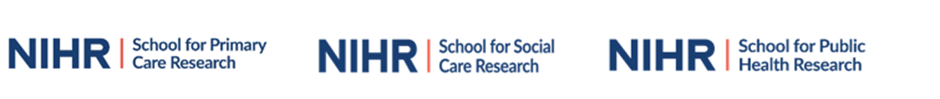 NIHR | School for Primary
Care Research
NIHR | School for Social
Care Research
NIHR | School for Public
Health Research